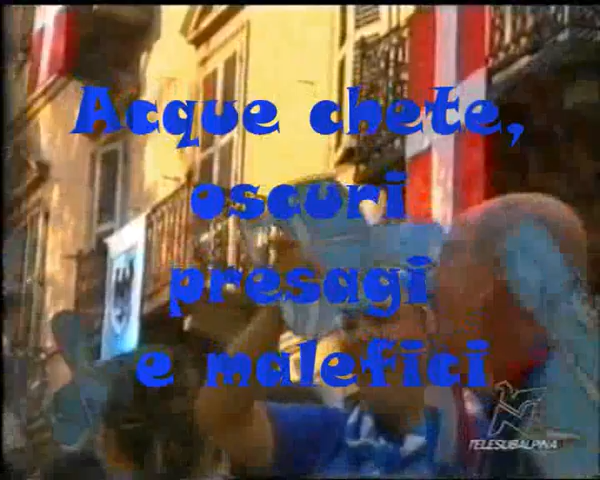 Acque chete,
oscuri
presagi
e malefici
TELESUBALPINA